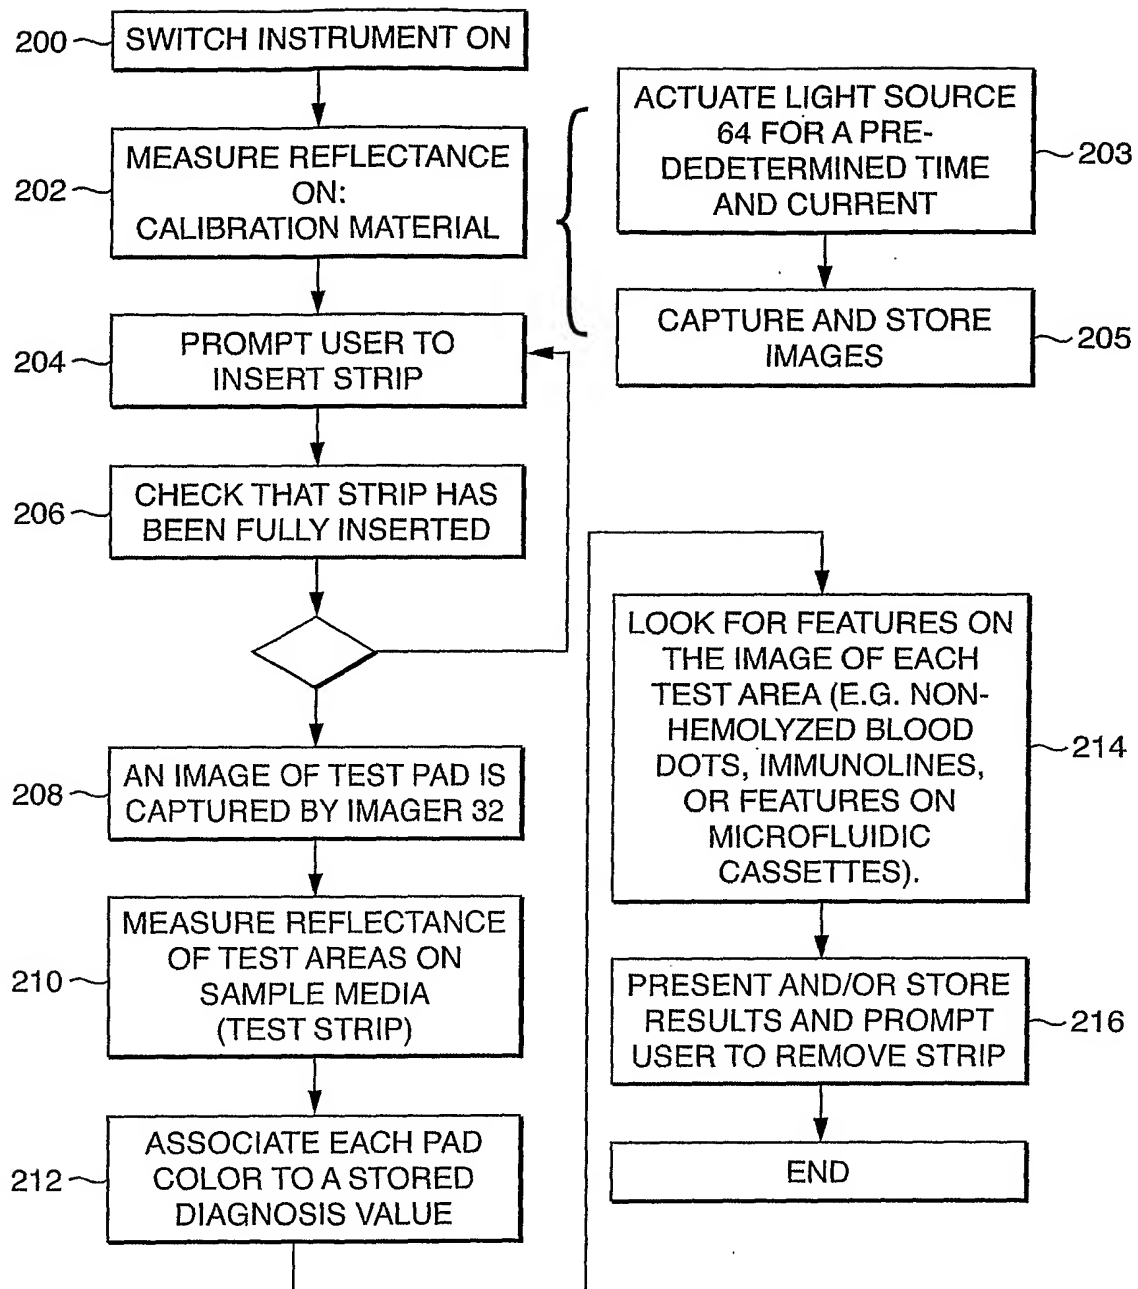 200
SWITCH INSTRUMENT ON
202
MEASURE REFLECTANCE
ON:
CALIBRATION MATERIAL
ACTUATE LIGHT SOURCE
64 FOR A PRE-
DEDETERMINED TIME
AND CURRENT
203
CAPTURE AND STORE
IMAGES
205
204
PROMPT USER TO
INSERT STRIP
206
CHECK THAT STRIP HAS
BEEN FULLY INSERTED
208
AN IMAGE OF TEST PAD IS
CAPTURED BY IMAGER 32
210
MEASURE REFLECTANCE
OF TEST AREAS ON
SAMPLE MEDIA
(TEST STRIP)
212
ASSOCIATE EACH PAD
COLOR TO A STORED
DIAGNOSIS VALUE
LOOK FOR FEATURES ON
THE IMAGE OF EACH
TEST AREA (E.G. NON-
HEMOLYZED BLOOD
DOTS, IMMUNOLINES,
OR FEATURES ON
MICROFLUIDIC
CASSETTES).
214
PRESENT AND/OR STORE
RESULTS AND PROMPT
USER TO REMOVE STRIP
216
END